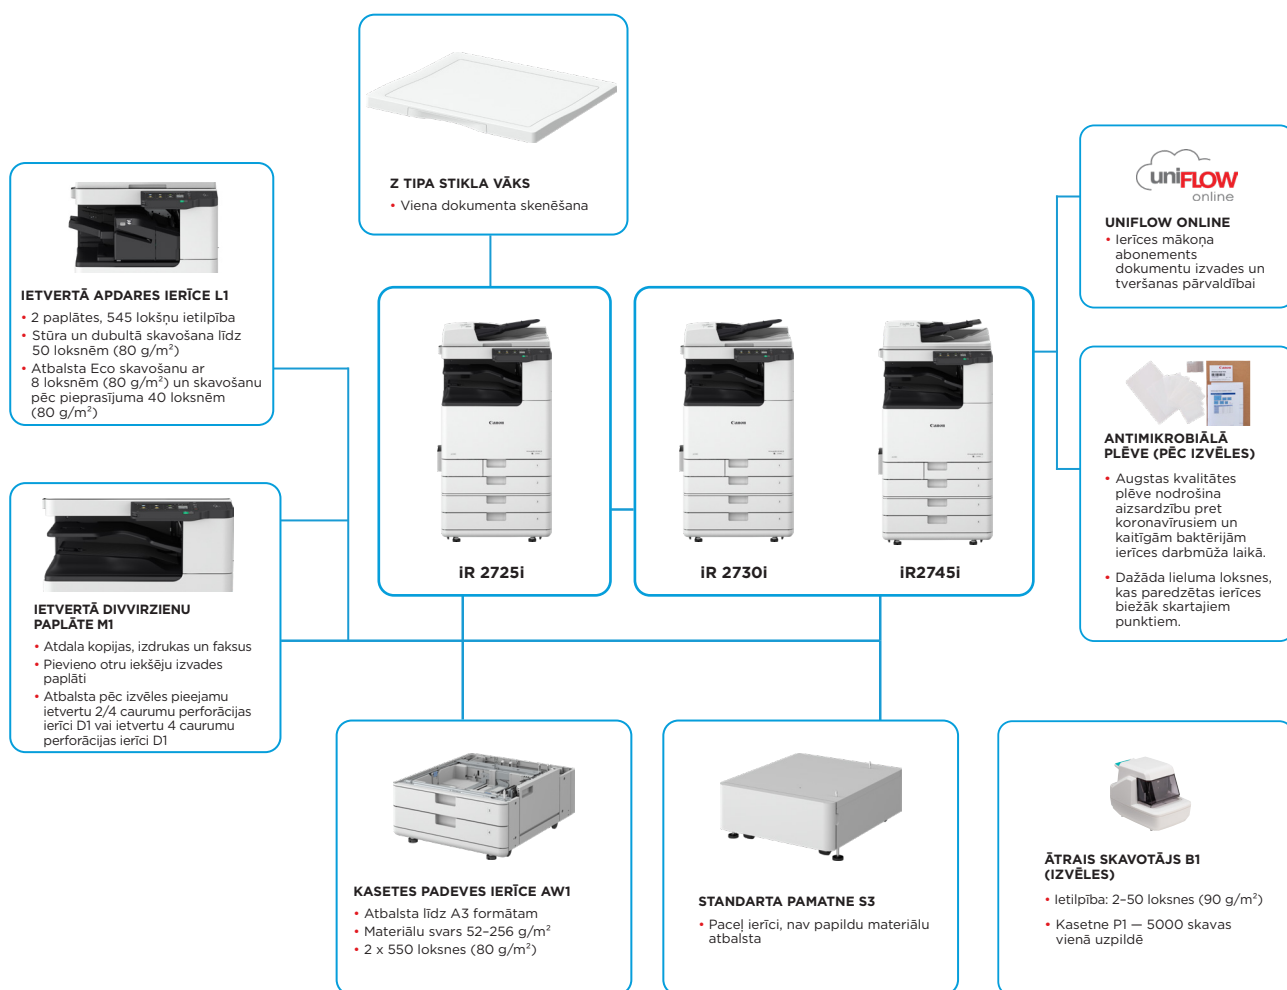 Z TIPA STIKLA VĀKS
• Viena dokumenta skenēšana
IETVERTĀ APDARES IERĪCE L1
• 2 paplātes, 545 lokšņu ietilpība
• Stūra un dubultā skavošana līdz
50 loksnēm (80 g/m²)
• Atbalsta Eco skavošanu ar
8 loksnēm (80 g/m²) un skavošanu
pēc pieprasījuma 40 loksnēm
(80 g/m²)
uniFLOW
online
UNIFLOW ONLINE
• Ierīces mākoņa
abonements
dokumentu izvades un
tveršanas pārvaldībai
Canon
Canon
Canon
iR 2725i
iR 2730i
iR2745i
ANTIMIKROBIĀLĀ
PLĒVE (PĒC IZVĒLES)
• Augstas kvalitātes
plēve nodrošina
aizsardzību pret
koronavīrusiem un
kaitīgām baktērijām
ierīces darbmūža laikā.
• Dažāda lieluma loksnes,
kas paredzētas ierīces
biežāk skartajiem
punktiem.
IETVERTĀ DIVVIRZIENU
PAPLĀTE M1
• Atdala kopijas, izdrukas un faksus
• Pievieno otru iekšēju izvades
paplāti
• Atbalsta pēc izvēles pieejamu
ietvertu 2/4 caurumu perforācijas
ierīci D1 vai ietvertu 4 caurumu
perforācijas ierīci D1
KASETES PADEVES IERĪCE AW1
• Atbalsta līdz A3 formātam
• Materiālu svars 52–256 g/m²
• 2 x 550 loksnes (80 g/m²)
STANDARTA PAMATNE S3
• Paceļ ierīci, nav papildu materiālu
atbalsta
ĀTRAIS SKAVOTĀJS B1
(IZVĒLES)
• Ietilpība: 2–50 loksnes (90 g/m²)
• Kasetne P1 — 5000 skavas
vienā uzpildē